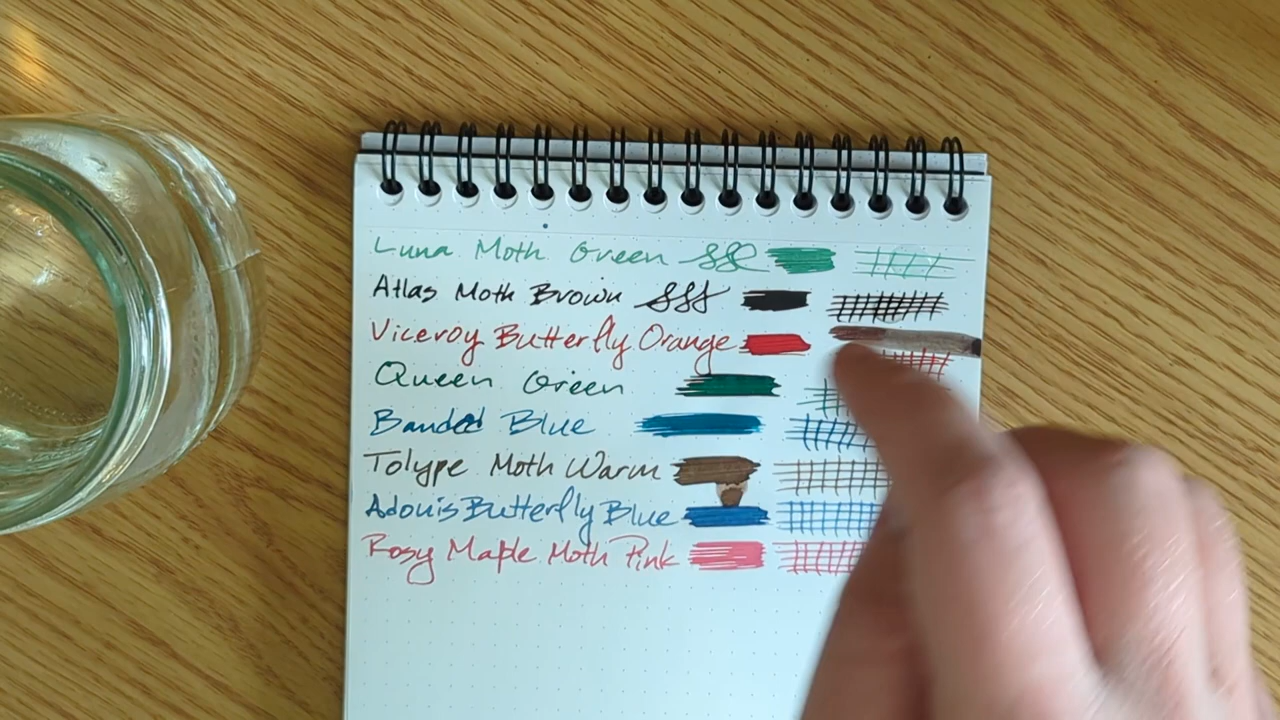 Luna Moth Green
Atlas Moth Brown
Viceroy Butterfly Orange
Queen Green
Banded Blue
Tolype Moth Warm
Adonis Butterfly Blue
Rosy Maple Moth Pink